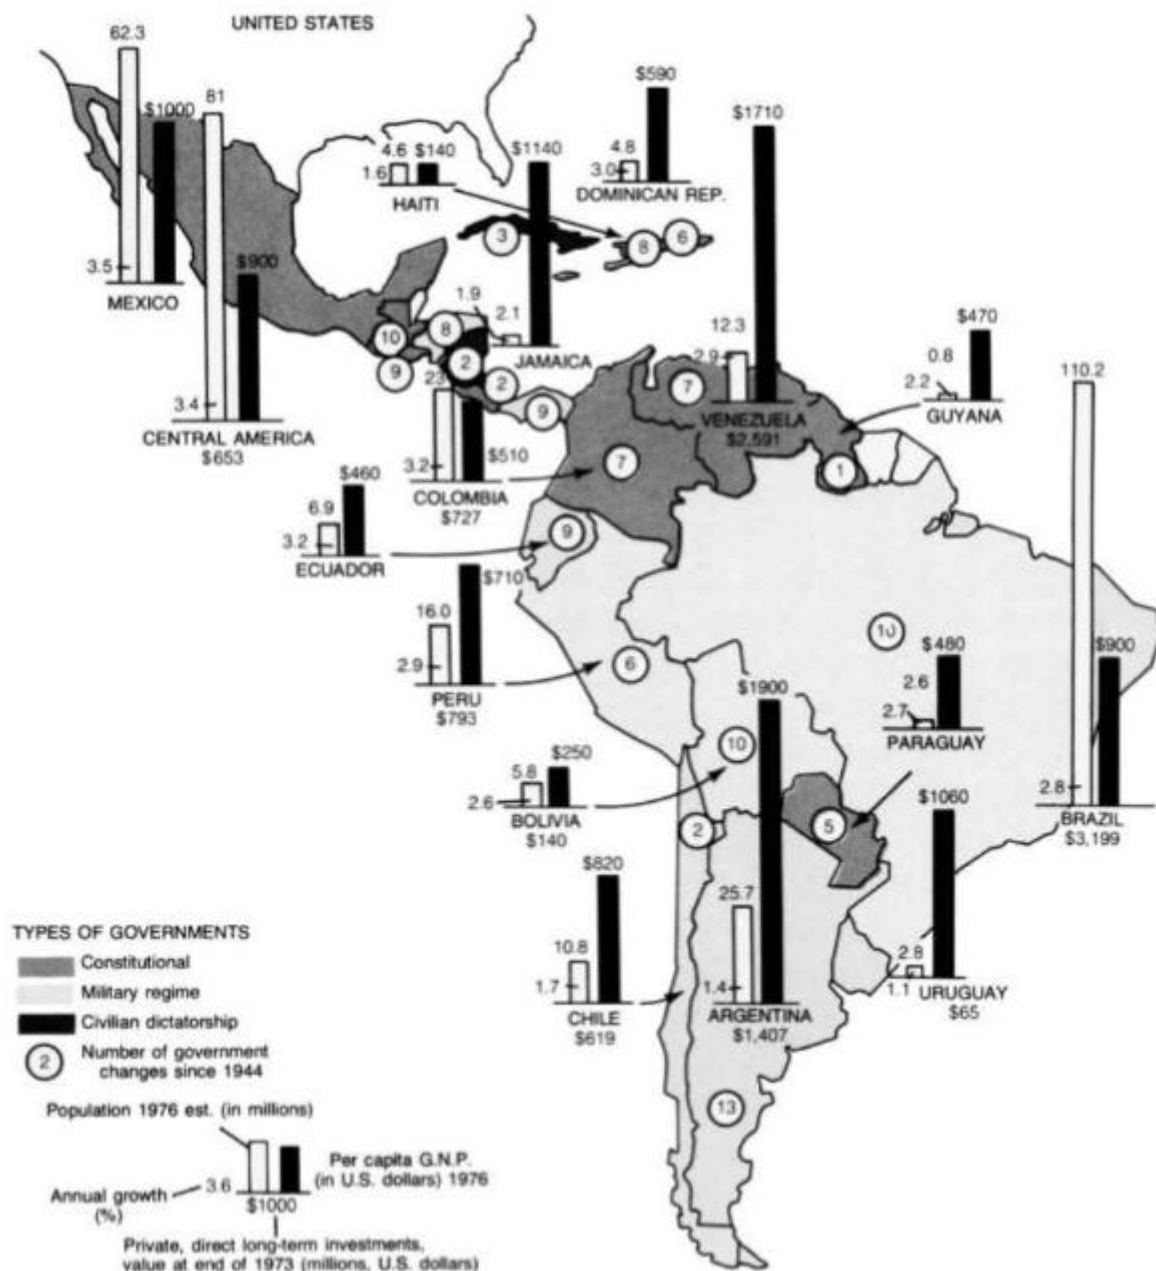 UNITED STATES
62.3
81
$1000
3.5
MEXICO
$900
3.4
CENTRAL AMERICA
$653
4.6
$140
1.6
HAITI
$590
4.8
3.0
DOMINICAN REP.
$1140
1.9
2.1
JAMAICA
$1710
12.3
2.9
VENEZUELA
$2,591
$470
0.8
2.2
GUYANA
3
8
6
10
8
9
2
2
9
7
7
1
23
3.2
$510
COLOMBIA
$727
$460
6.9
3.2
ECUADOR
9
$710
16.0
2.9
PERU
$793
6
10
110.2
$900
2.8
BRAZIL
$3,199
$480
2.6
2.7
PARAGUAY
5
$250
5.8
2.6
BOLIVIA
$140
10
2
$1900
25.7
1.4
ARGENTINA
$1,407
13
$820
10.8
1.7
CHILE
$619
$1060
2.8
1.1
URUGUAY
$65
TYPES OF GOVERNMENTS
Constitutional
Military regime
Civilian dictatorship
2
Number of government
changes since 1944
Population 1976 est. (in millions)
Per capita G.N.P.
(in U.S. dollars) 1976
Annual growth
(%)
3.6
$1000
Private, direct long-term investments,
value at end of 1973 (millions, U.S. dollars)